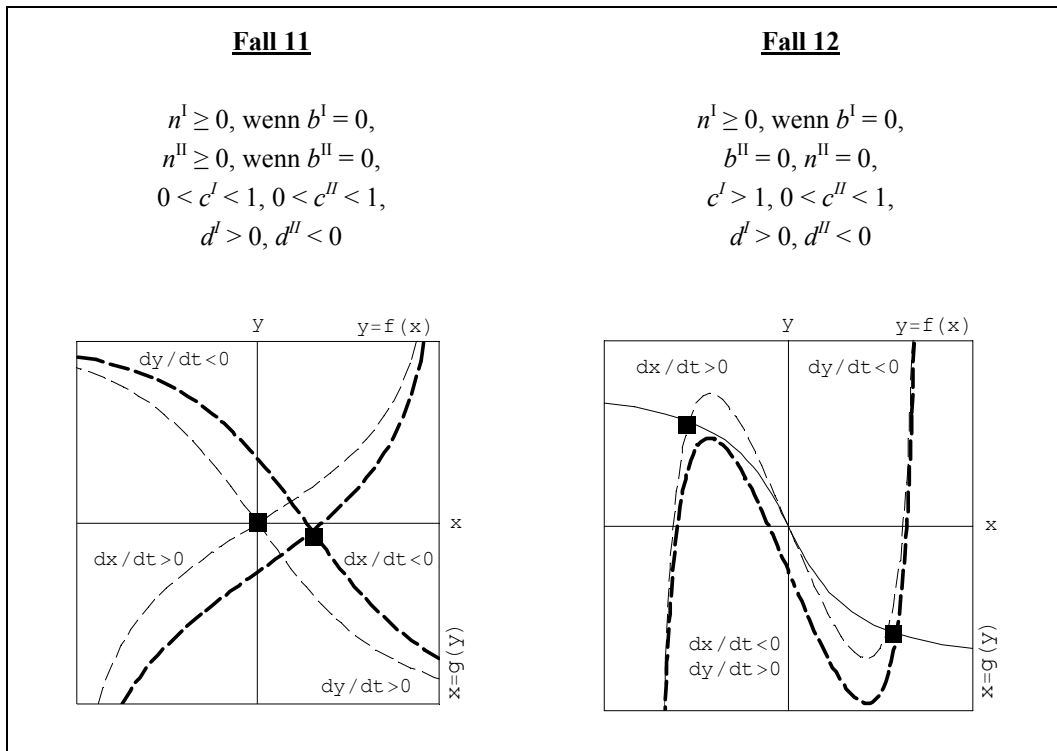 Fall 11
n^I ≥ 0, wenn b^I = 0,
n^II ≥ 0, wenn b^II = 0,
0 < c^I < 1, 0 < c^II < 1,
d^I > 0, d^II < 0
y
y=f(x)
dy/dt<0
x
dx/dt>0
dx/dt<0
dy/dt>0
x=g(y)
Fall 12
n^I ≥ 0, wenn b^I = 0,
b^II = 0, n^II = 0,
c^I > 1, 0 < c^II < 1,
d^I > 0, d^II < 0
y
y=f(x)
dx/dt>0
dy/dt<0
x
dx/dt<0
dy/dt>0
x=g(y)